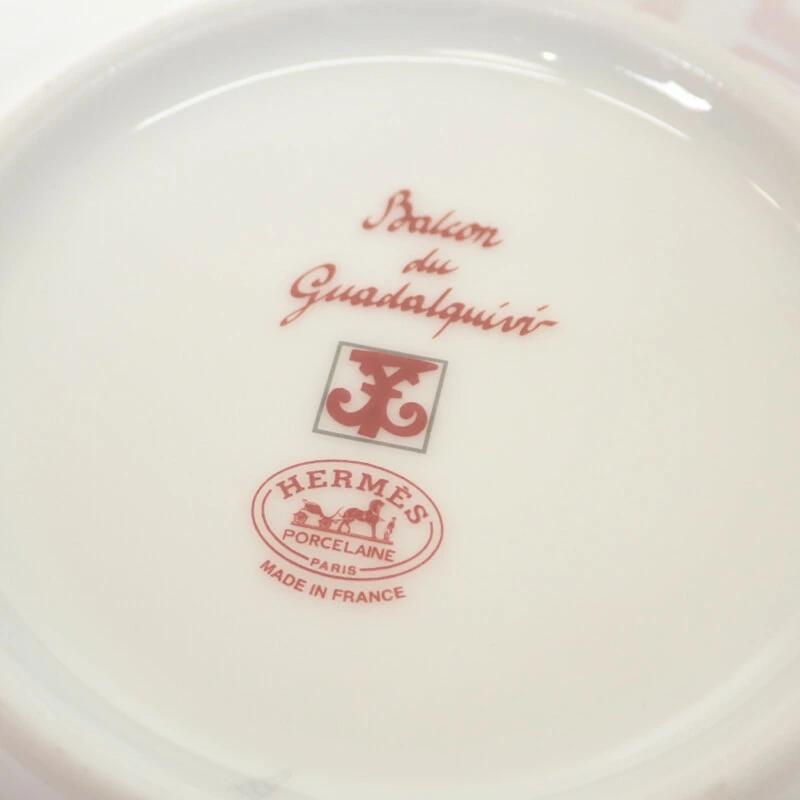 Balcon
du
Guadalquivir
HERMÈS
PORCELAINE
PARIS
MADE IN FRANCE